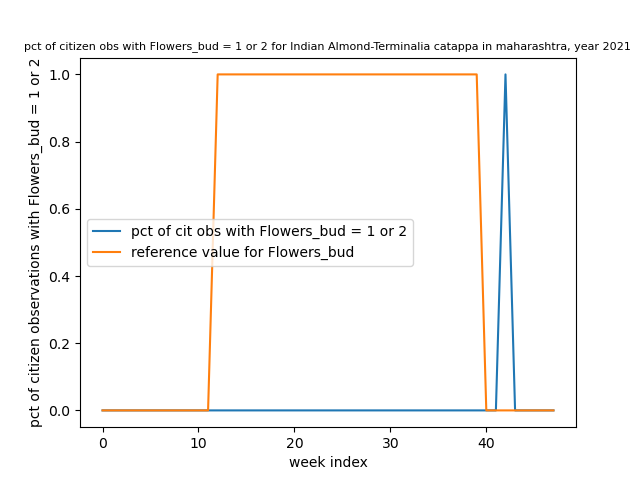 pct of citizen obs with Flowers_bud = 1 or 2 for Indian Almond-Terminalia catappa in maharashtra, year 2021
pct of citizen observations with Flowers_bud = 1 or 2
1.0
0.8
0.6
0.4
0.2
0.0
pct of cit obs with Flowers_bud = 1 or 2
reference value for Flowers_bud
0 10 20 30 40
week index